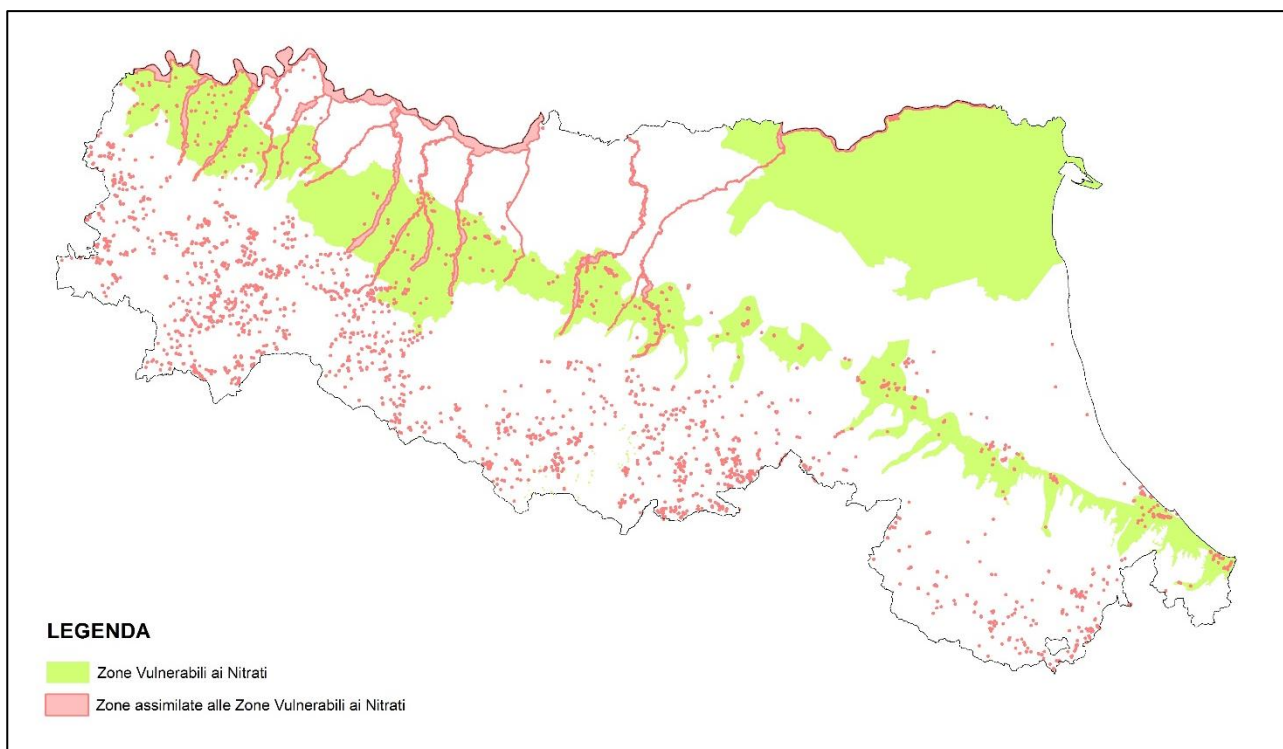 LEGENDA
Zone Vulnerabili ai Nitrati
Zone assimilate alle Zone Vulnerabili ai Nitrati